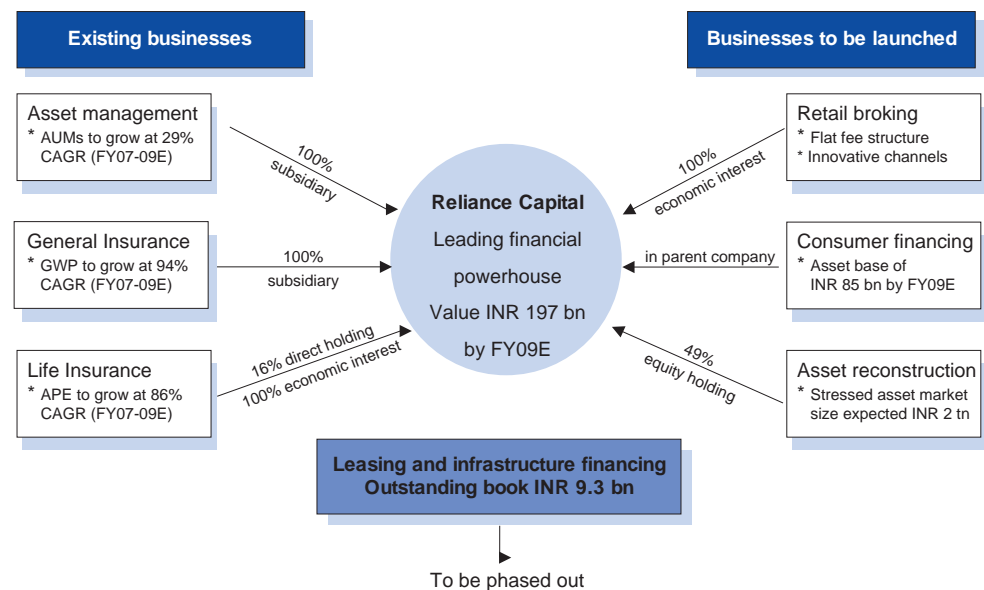 Existing businesses
Businesses to be launched
Asset management
* AUMs to grow at 29%
CAGR (FY07-09E)
100%
subsidiary
General Insurance
* GWP to grow at 94%
CAGR (FY07-09E)
100%
subsidiary
Life Insurance
* APE to grow at 86%
CAGR (FY07-09E)
16% direct holding
100% economic interest
Reliance Capital
Leading financial
powerhouse
Value INR 197 bn
by FY09E
Retail broking
* Flat fee structure
* Innovative channels
100%
economic interest
Consumer financing
* Asset base of
INR 85 bn by FY09E
in parent company
Asset reconstruction
* Stressed asset market
size expected INR 2 tn
49%
equity holding
Leasing and infrastructure financing
Outstanding book INR 9.3 bn
To be phased out